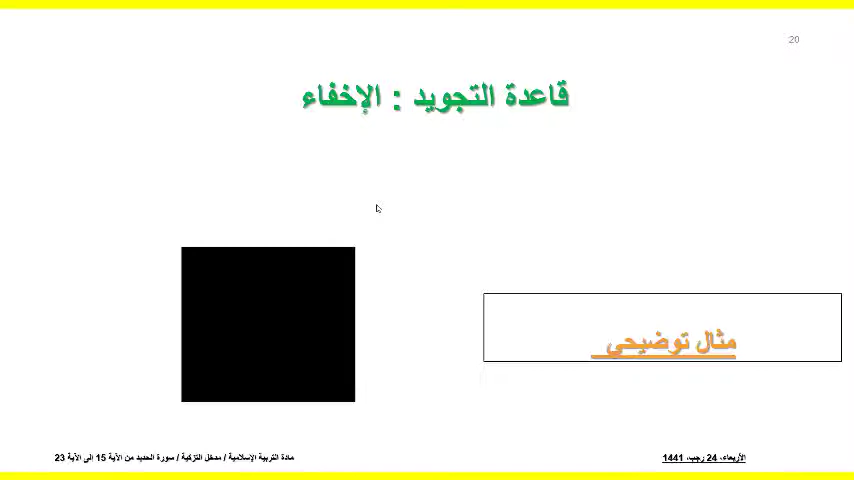 20
قاعدة التجويد : الإخفاء
مثال توضيحي
الأربعاء، 24 رجب، 1441
مادة التربية الإسلامية / مدخل التزكية / سورة الحديد من الآية 15 الى الآية 23